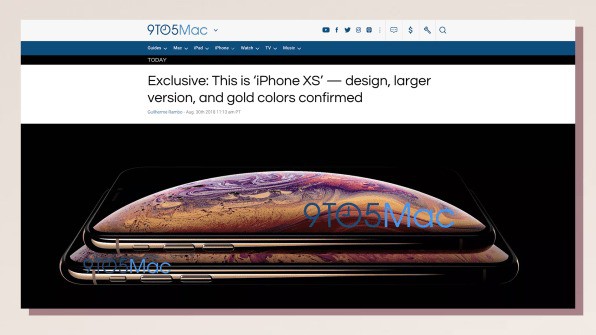 9TO5Mac
Guides Mac iPad iPhone Watch TV Music
TODAY
Exclusive: This is ‘iPhone XS’ — design, larger
version, and gold colors confirmed
Guilherme Rambo - Aug. 30th 2018 11:13 am PT
9TO5Mac
9TO5Mac